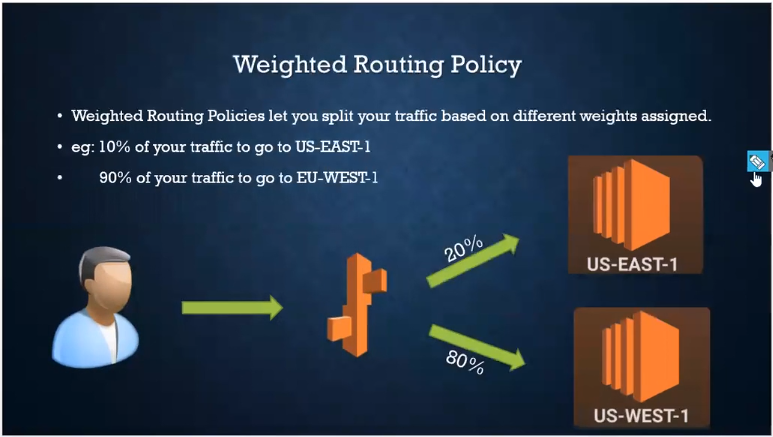 Weighted Routing Policy
• Weighted Routing Policies let you split your traffic based on different weights assigned.
• eg: 10% of your traffic to go to US-EAST-1
• 90% of your traffic to go to EU-WEST-1
20%
US-EAST-1
80%
US-WEST-1